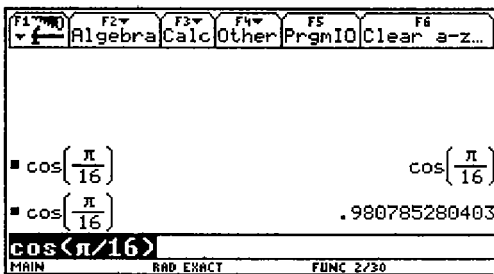 F1 F2 Algebra F3 Calc F4 Other F5 PrgmIO F6 Clear a-z…
▪ cos(π/16) cos(π/16)
▪ cos(π/16) .980785280403
cos(π/16)
MAIN RAD EXACT FUNC 2/30